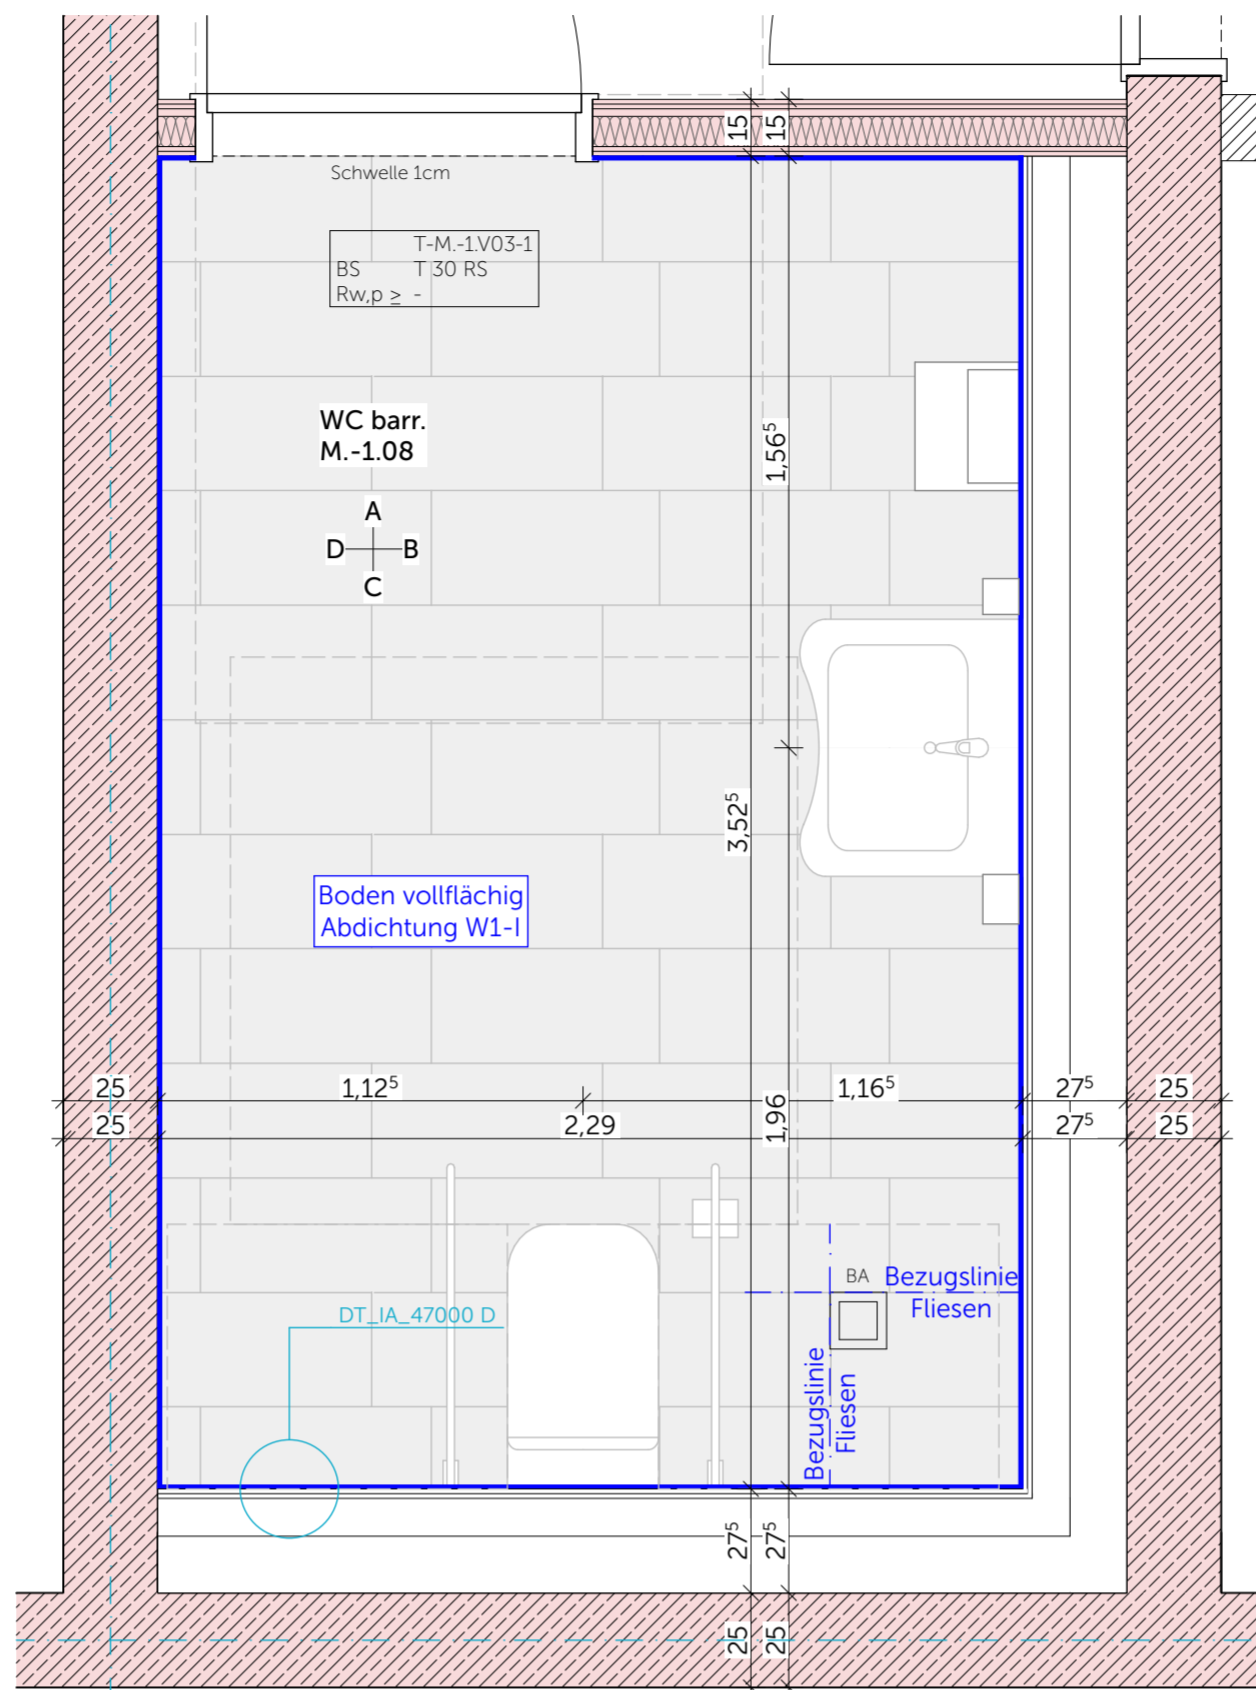 15
15
Schwelle 1cm
T-M.-1.V03-1
BS T 30 RS
Rw,p ≥ -
WC barr.
M.-1.08
1,56⁵
A
D B
C
3,52⁵
Boden vollflächig
Abdichtung W1-I
25
1,12⁵
1,16⁵
27⁵
25
25
2,29
1,96
27⁵
25
BA
Bezugslinie
Fliesen
DT_IA_47000 D
Bezugslinie
Fliesen
27⁵
27⁵
25
25